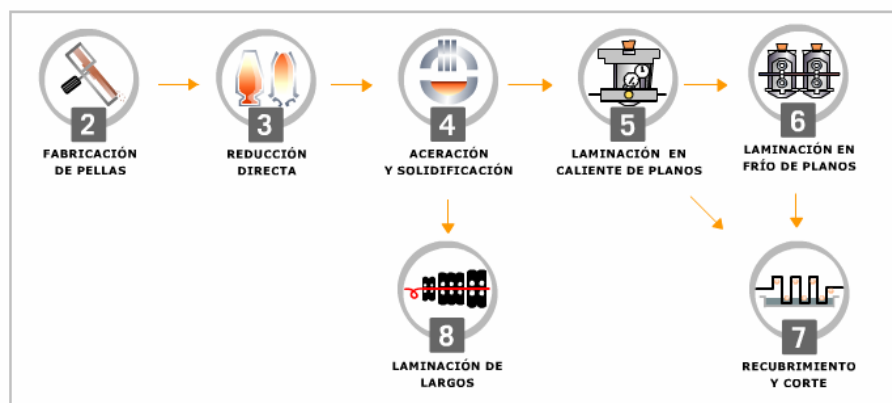 2
FABRICACIÓN
DE PELLAS
3
REDUCCIÓN
DIRECTA
4
ACERACIÓN
Y SOLIDIFICACIÓN
5
LAMINACIÓN EN
CALIENTE DE PLANOS
6
LAMINACIÓN EN
FRÍO DE PLANOS
8
LAMINACIÓN DE
LARGOS
7
RECUBRIMIENTO
Y CORTE